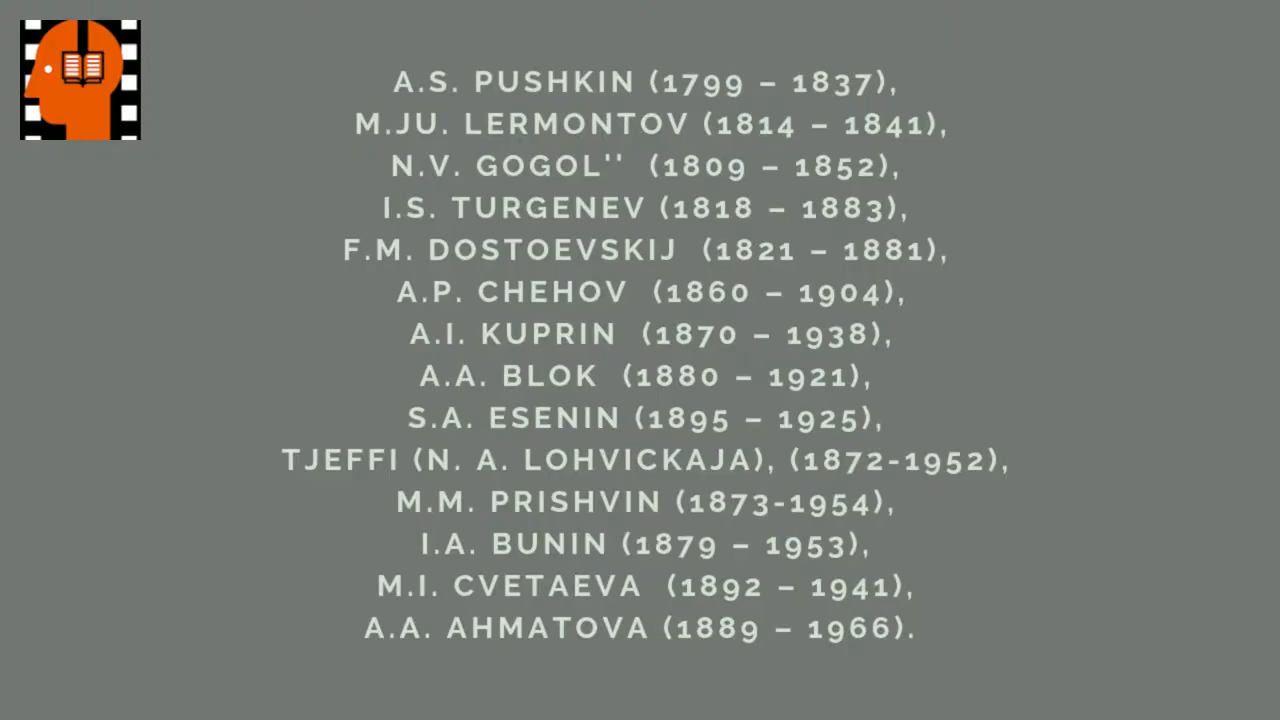 A.S. PUSHKIN (1799 – 1837),
M.JU. LERMONTOV (1814 – 1841),
N.V. GOGOL'' (1809 – 1852),
I.S. TURGENEV (1818 – 1883),
F.M. DOSTOEVSKIJ (1821 – 1881),
A.P. CHEHOV (1860 – 1904),
A.I. KUPRIN (1870 – 1938),
A.A. BLOK (1880 – 1921),
S.A. ESENIN (1895 – 1925),
TJEFFI (N. A. LOHVICKAJA), (1872-1952),
M.M. PRISHVIN (1873-1954),
I.A. BUNIN (1879 – 1953),
M.I. CVETAEVA (1892 – 1941),
A.A. AHMATOVA (1889 – 1966).